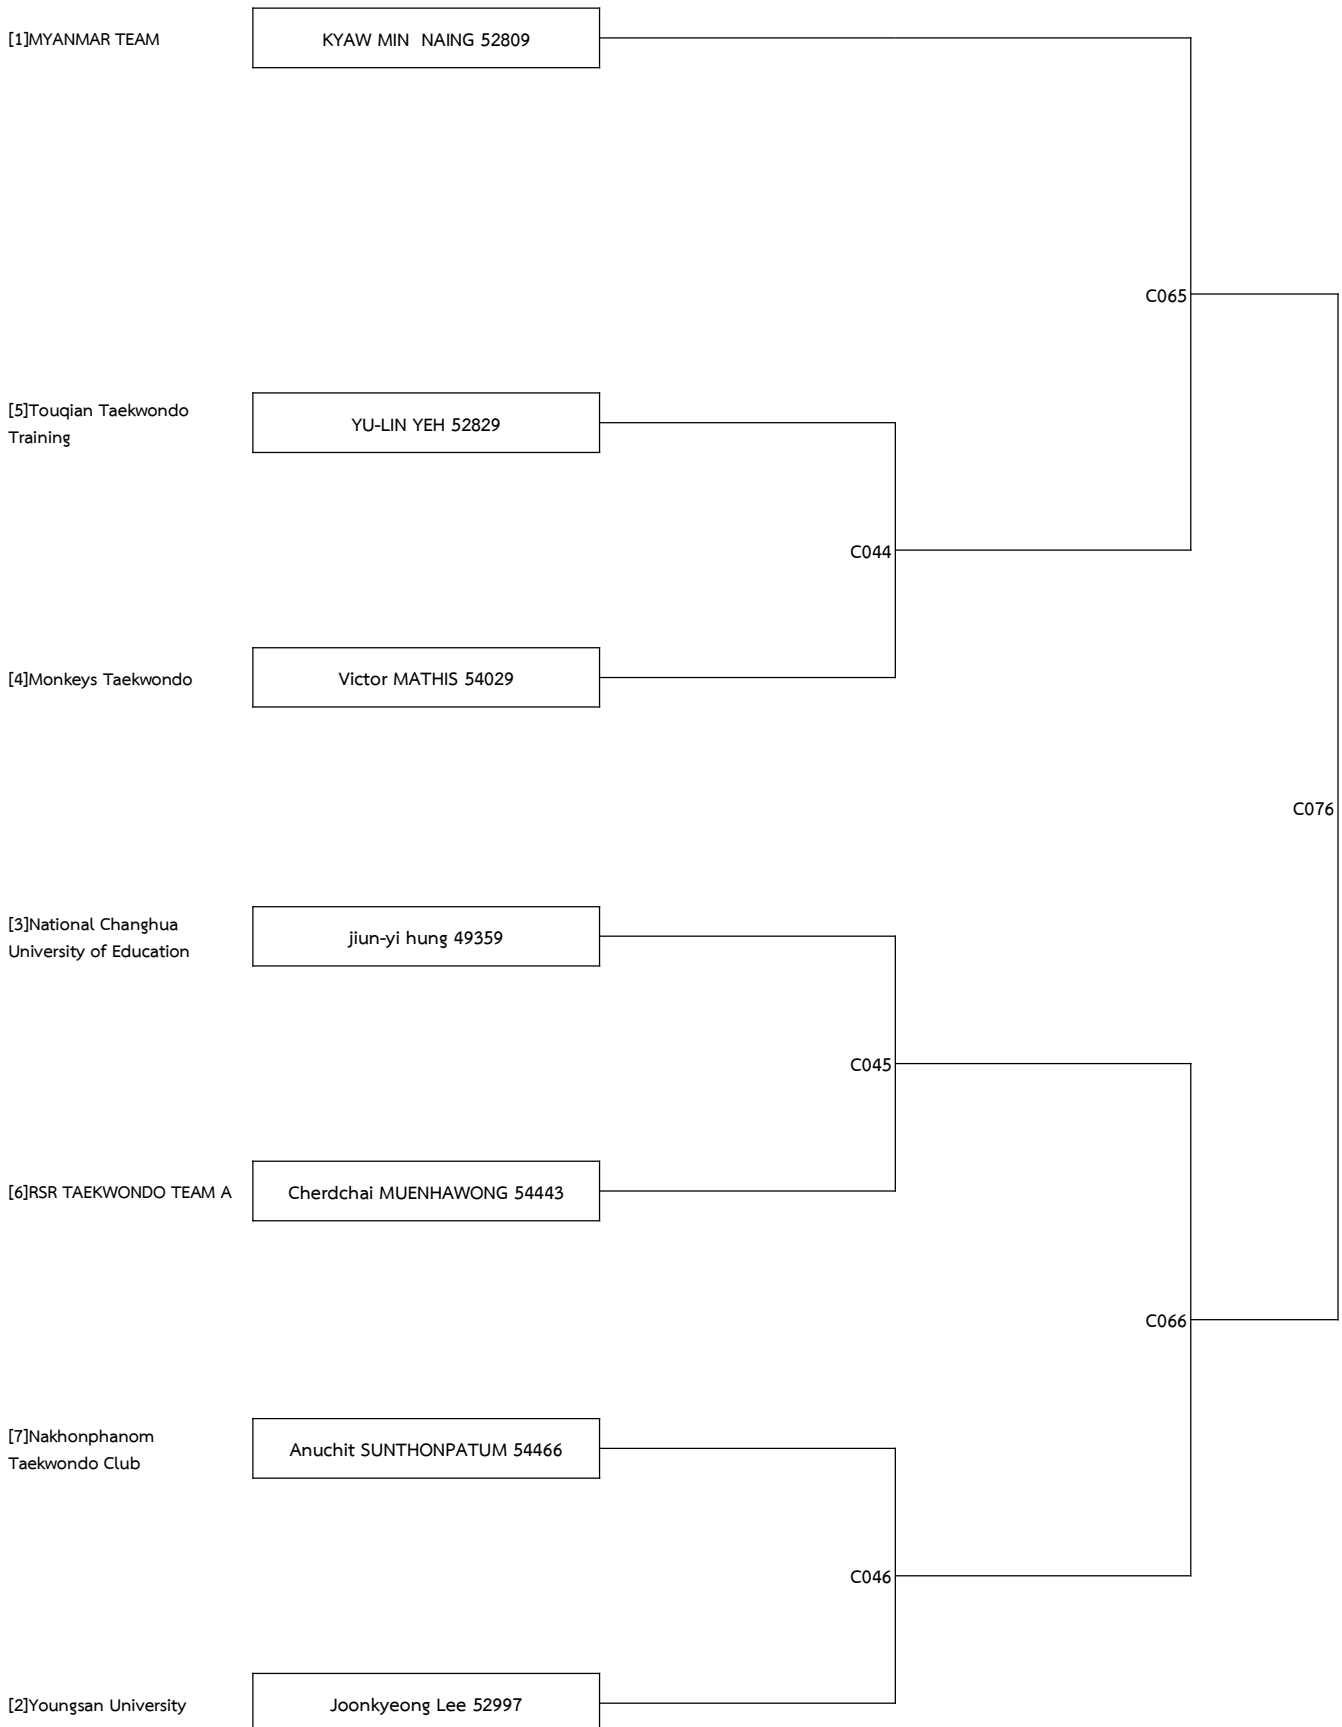 [1]MYANMAR TEAM
KYAW MIN  NAING 52809
C065
[5]Touqian Taekwondo
Training
YU-LIN YEH 52829
C044
[4]Monkeys Taekwondo
Victor MATHIS 54029
C076
[3]National Changhua
University of Education
jiun-yi hung 49359
C045
[6]RSR TAEKWONDO TEAM A
Cherdchai MUENHAWONG 54443
C066
[7]Nakhonphanom
Taekwondo Club
Anuchit SUNTHONPATUM 54466
C046
[2]Youngsan University
Joonkyeong Lee 52997